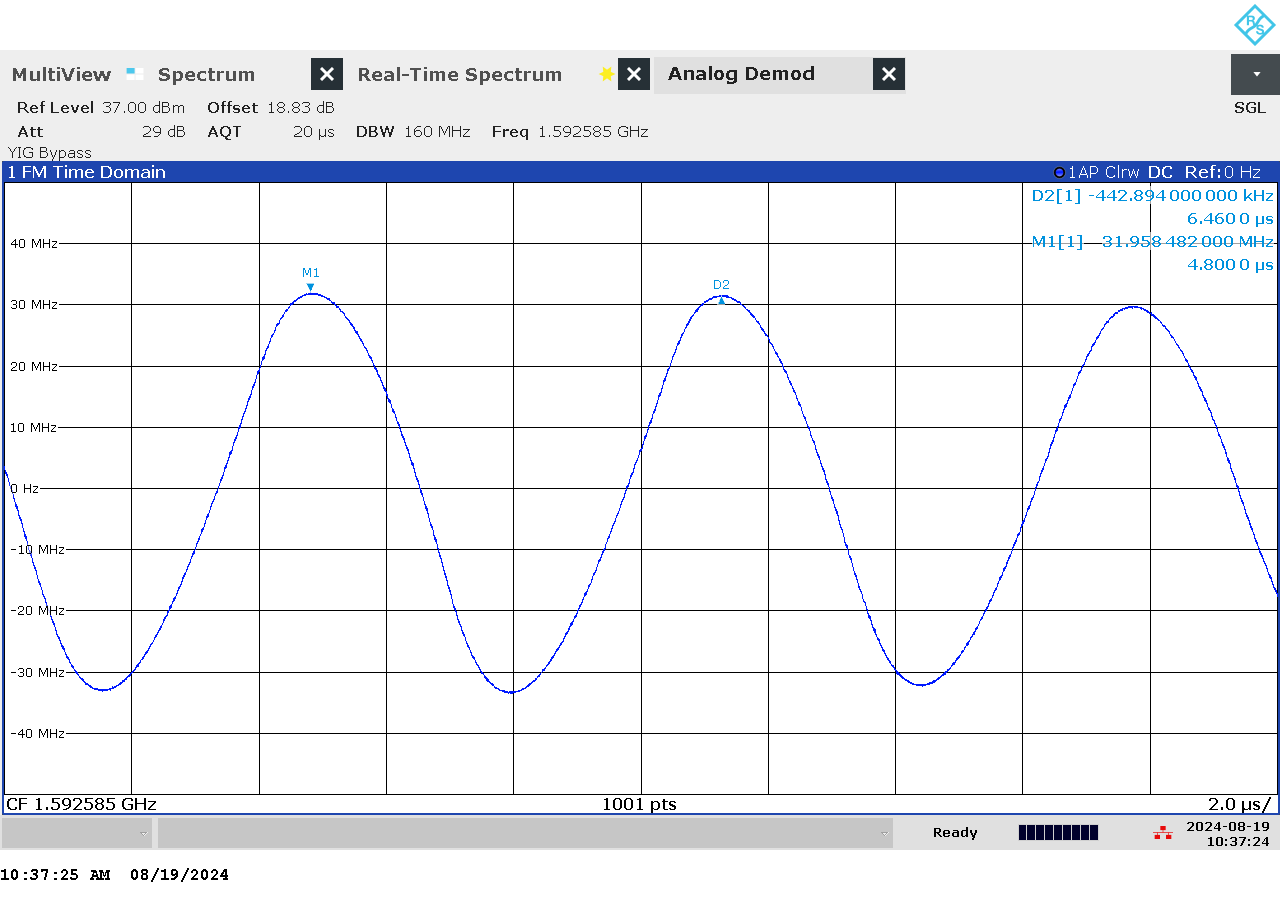 R&S
MultiView Spectrum Real-Time Spectrum Analog Demod
Ref Level 37.00 dBm Offset 18.83 dB SGL
Att 29 dB AQT 20 µs DBW 160 MHz Freq 1.592585 GHz
YIG Bypass
1 FM Time Domain 1AP Clrw DC Ref:0 Hz
D2[1] -442.894 000 000 kHz
6.460 0 µs
M1[1] 31.958 482 000 MHz
4.800 0 µs
40 MHz
M1
D2
30 MHz
20 MHz
10 MHz
0 Hz
-10 MHz
-20 MHz
-30 MHz
-40 MHz
CF 1.592585 GHz 1001 pts 2.0 µs/
Ready 2024-08-19
10:37:24
10:37:25 AM 08/19/2024